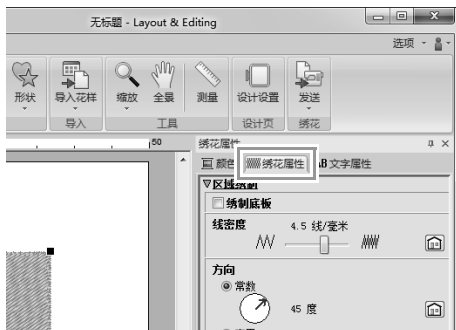 无标题 - Layout & Editing
选项
形状 导入花样 缩放 全景 测量 设计设置 发送
导入 工具 设计页 绣花
50
绣花属性
颜色 绣花属性 AB 文字属性
区域绣制
绣制底板
线密度 4.5 线/毫米
方向
常数
45 度